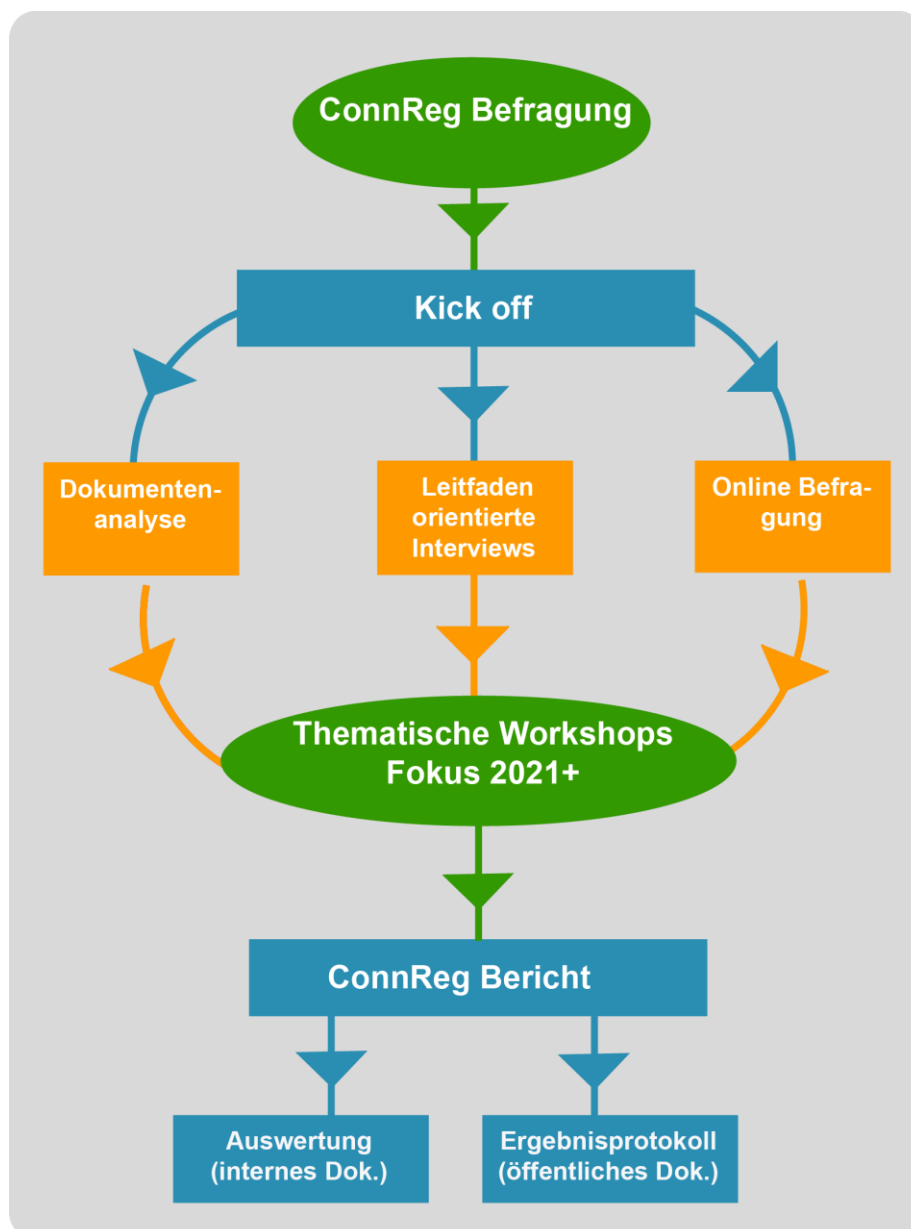 ConnReg Befragung
Kick off
Dokumenten-
analyse
Leitfaden
orientierte
Interviews
Online Befra-
gung
Thematische Workshops
Fokus 2021+
ConnReg Bericht
Auswertung
(internes Dok.)
Ergebnisprotokoll
(öffentliches Dok.)